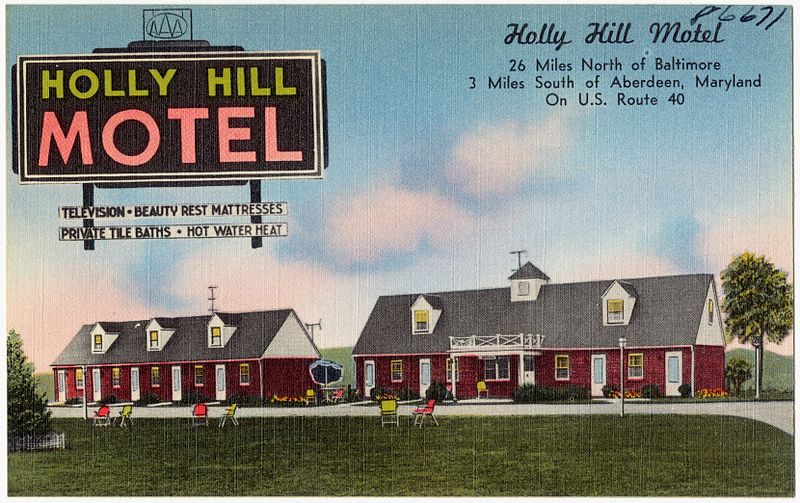 AAA
HOLLY HILL
MOTEL
TELEVISION • BEAUTY REST MATTRESSES
PRIVATE TILE BATHS • HOT WATER HEAT
Holly Hill Motel
26 Miles North of Baltimore
3 Miles South of Aberdeen, Maryland
On U.S. Route 40
86671